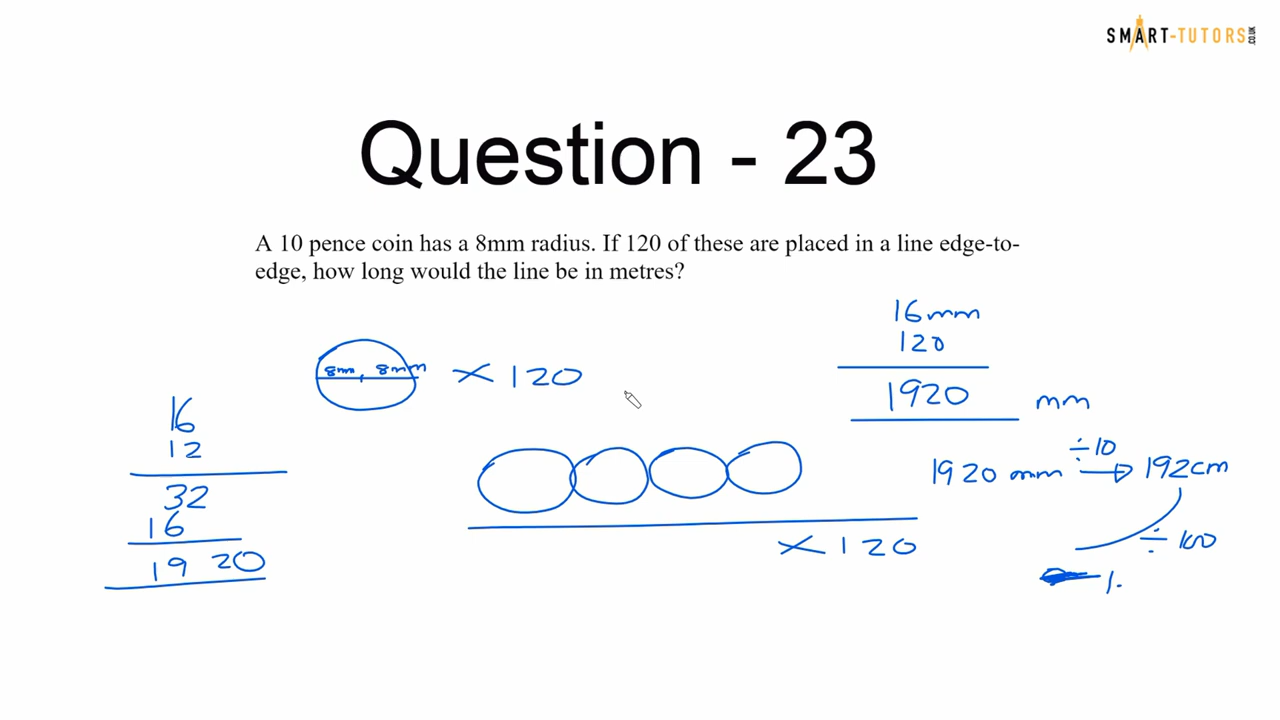 SMART-TUTORS.CO.UK
Question - 23
A 10 pence coin has a 8mm radius. If 120 of these are placed in a line edge-to-
edge, how long would the line be in metres?
8mm, 8mm × 120
16
12
32
16
19 20
× 120
16mm
120
1920 mm
÷10
1920 mm → 192cm
÷ 100
1.